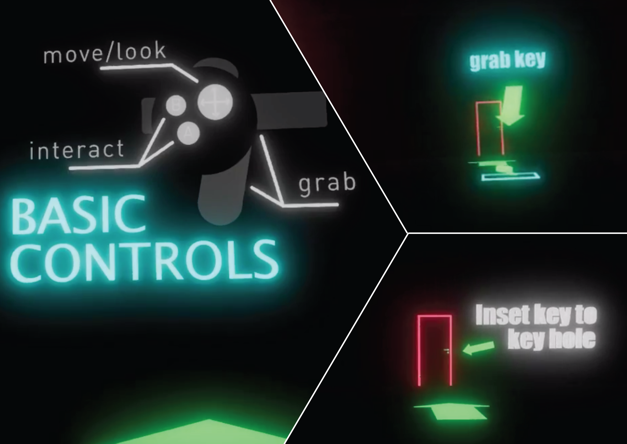 move/look
interact
grab
BASIC
CONTROLS
grab key
Inset key to
key hole